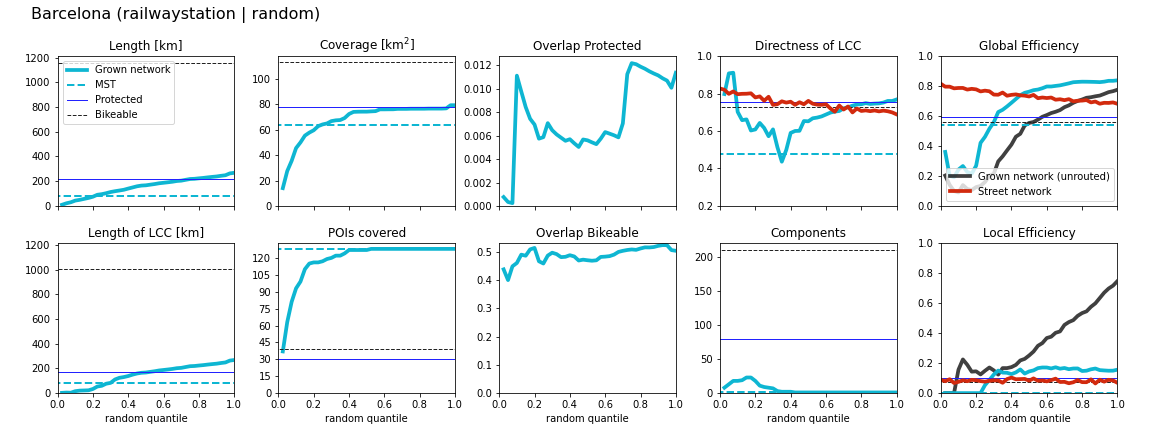 Barcelona (railwaystation | random)
Length [km]
1200
1000
800
600
400
200
0
Grown network
MST
Protected
Bikeable
Coverage [km²]
100
80
60
40
20
0
Overlap Protected
0.012
0.010
0.008
0.006
0.004
0.002
0.000
Directness of LCC
1.0
0.8
0.6
0.4
0.2
Global Efficiency
1.0
0.8
0.6
0.4
0.2
0.0
Grown network (unrouted)
Street network
Length of LCC [km]
1200
1000
800
600
400
200
0
0.0 0.2 0.4 0.6 0.8 1.0
random quantile
POIs covered
120
105
90
75
60
45
30
15
0.0 0.2 0.4 0.6 0.8 1.0
random quantile
Overlap Bikeable
0.5
0.4
0.3
0.2
0.1
0.0
0.0 0.2 0.4 0.6 0.8 1.0
random quantile
Components
200
150
100
50
0
0.0 0.2 0.4 0.6 0.8 1.0
random quantile
Local Efficiency
1.0
0.8
0.6
0.4
0.2
0.0
0.0 0.2 0.4 0.6 0.8 1.0
random quantile